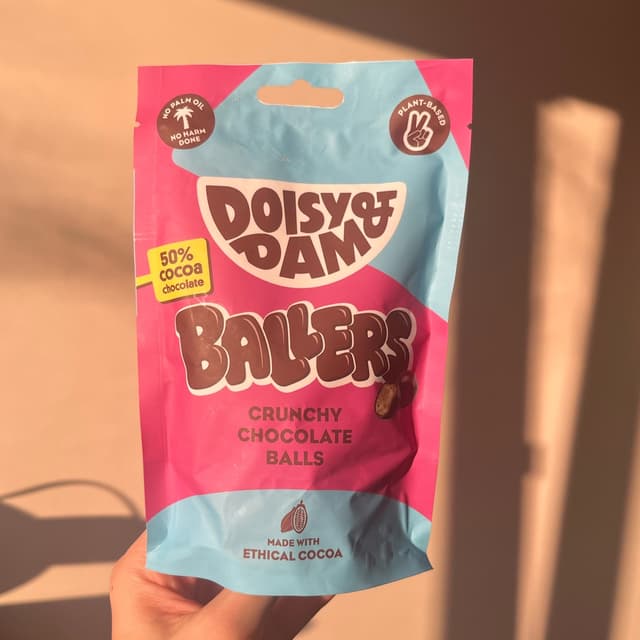 NO PALM OIL
NO HARM
DONE
PLANT-BASED
DOISY &
DAM
50%
cocoa
chocolate
BALLERS
CRUNCHY
CHOCOLATE
BALLS
MADE WITH
ETHICAL COCOA